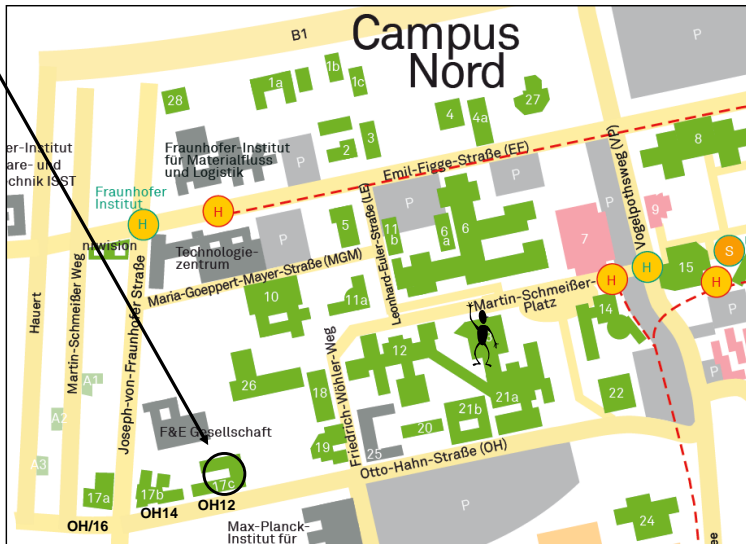 Campus
Nord
B1
1a
1b
1c
28
4
4a
27
P
3
2
8
er-Institut
are- und
echnik ISST
Fraunhofer-Institut
für Materialfluss
und Logistik
P
Emil-Figge-Straße (EF)
P
P
Vogelpothsweg (VP)
Fraunhofer
Institut
H
H
5
Leonhard-Euler-Straße (LE)
11
b
6
a
6
P
7
9
niwision
Technologie-
zentrum
P
S
Maria-Goeppert-Mayer-Straße (MGM)
H
H
15
H
10
11a
Martin-Schmeißer-
Platz
14
P
Hauert
Martin-Schmeißer Weg
Joseph-von-Fraunhofer Straße
Friedrich-Wöhler-Weg
12
A1
26
18
P
A2
F&E Gesellschaft
21b
21a
22
20
19
25
A3
Otto-Hahn-Straße (OH)
17a
17b
17c
OH/16
OH14
OH12
P
Max-Planck-
Institut für
24
ee